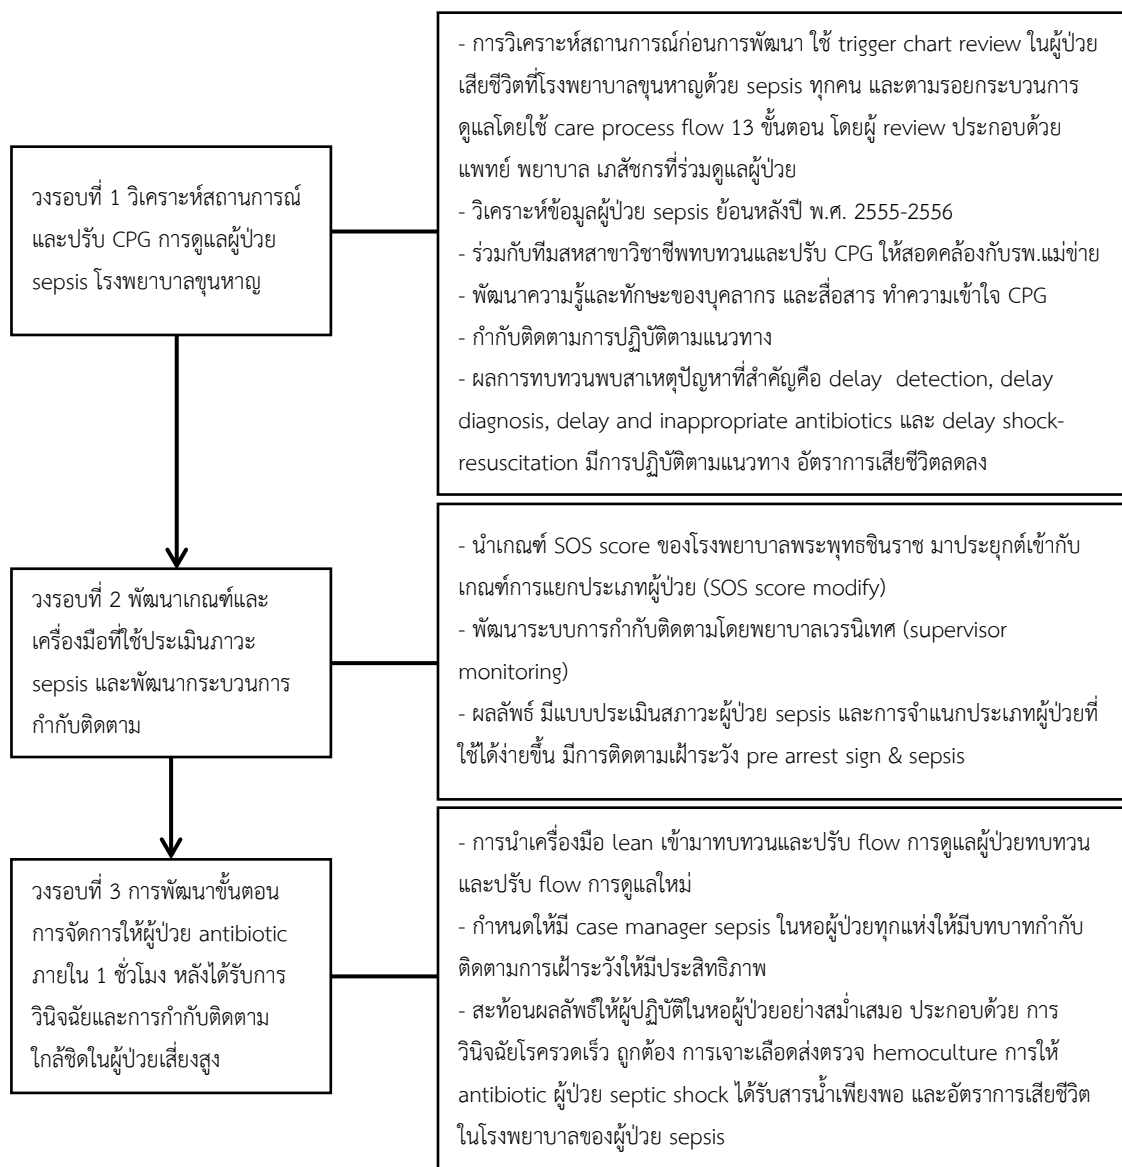 วงรอบที่ 1 วิเคราะห์สถานการณ์
และปรับ CPG การดูแลผู้ป่วย
sepsis โรงพยาบาลขุนหาญ
- การวิเคราะห์สถานการณ์ก่อนการพัฒนา ใช้ trigger chart review ในผู้ป่วย
เสียชีวิตที่โรงพยาบาลขุนหาญด้วย sepsis ทุกคน และตามรอยกระบวนการ
ดูแลโดยใช้ care process flow 13 ขั้นตอน โดยผู้ review ประกอบด้วย
แพทย์ พยาบาล เภสัชกรที่ร่วมดูแลผู้ป่วย
- วิเคราะห์ข้อมูลผู้ป่วย sepsis ย้อนหลังปี พ.ศ. 2555-2556
- ร่วมกับทีมสหสาขาวิชาชีพทบทวนและปรับ CPG ให้สอดคล้องกับรพ.แม่ข่าย
- พัฒนาความรู้และทักษะของบุคลากร และสื่อสาร ทำความเข้าใจ CPG
- กำกับติดตามการปฏิบัติตามแนวทาง
- ผลการทบทวนพบสาเหตุปัญหาที่สำคัญคือ delay detection, delay
diagnosis, delay and inappropriate antibiotics และ delay shock-
resuscitation มีการปฏิบัติตามแนวทาง อัตราการเสียชีวิตลดลง
วงรอบที่ 2 พัฒนาเกณฑ์และ
เครื่องมือที่ใช้ประเมินภาวะ
sepsis และพัฒนากระบวนการ
กำกับติดตาม
- นำเกณฑ์ SOS score ของโรงพยาบาลพระพุทธชินราช มาประยุกต์เข้ากับ
เกณฑ์การแยกประเภทผู้ป่วย (SOS score modify)
- พัฒนาระบบการกำกับติดตามโดยพยาบาลเวรนิเทศ (supervisor
monitoring)
- ผลลัพธ์ มีแบบประเมินสภาวะผู้ป่วย sepsis และการจำแนกประเภทผู้ป่วยที่
ใช้ได้ง่ายขึ้น มีการติดตามเฝ้าระวัง pre arrest sign & sepsis
วงรอบที่ 3 การพัฒนาขั้นตอน
การจัดการให้ผู้ป่วย antibiotic
ภายใน 1 ชั่วโมง หลังได้รับการ
วินิจฉัยและการกำกับติดตาม
ใกล้ชิดในผู้ป่วยเสี่ยงสูง
- การนำเครื่องมือ lean เข้ามาทบทวนและปรับ flow การดูแลผู้ป่วยทบทวน
และปรับ flow การดูแลใหม่
- กำหนดให้มี case manager sepsis ในหอผู้ป่วยทุกแห่งให้มีบทบาทกำกับ
ติดตามการเฝ้าระวังให้มีประสิทธิภาพ
- สะท้อนผลลัพธ์ให้ผู้ปฏิบัติในหอผู้ป่วยอย่างสม่ำเสมอ ประกอบด้วย การ
วินิจฉัยโรครวดเร็ว ถูกต้อง การเจาะเลือดส่งตรวจ hemoculture การให้
antibiotic ผู้ป่วย septic shock ได้รับสารน้ำเพียงพอ และอัตราการเสียชีวิต
ในโรงพยาบาลของผู้ป่วย sepsis